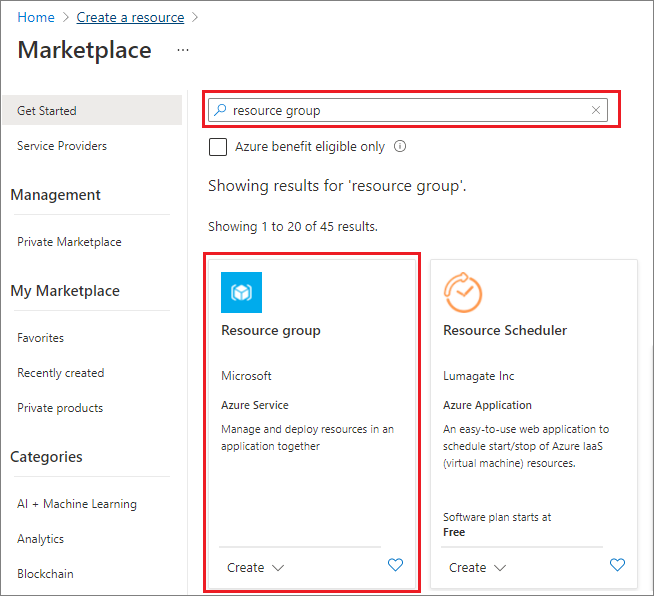 Home > Create a resource >
Marketplace ...
Get Started
Service Providers
Management
Private Marketplace
My Marketplace
Favorites
Recently created
Private products
Categories
AI + Machine Learning
Analytics
Blockchain
resource group
Azure benefit eligible only
Showing results for 'resource group'.
Showing 1 to 20 of 45 results.
Resource group
Microsoft
Azure Service
Manage and deploy resources in an
application together
Create
Resource Scheduler
Lumagate Inc
Azure Application
An easy-to-use web application to
schedule start/stop of Azure IaaS
(virtual machine) resources.
Software plan starts at
Free
Create